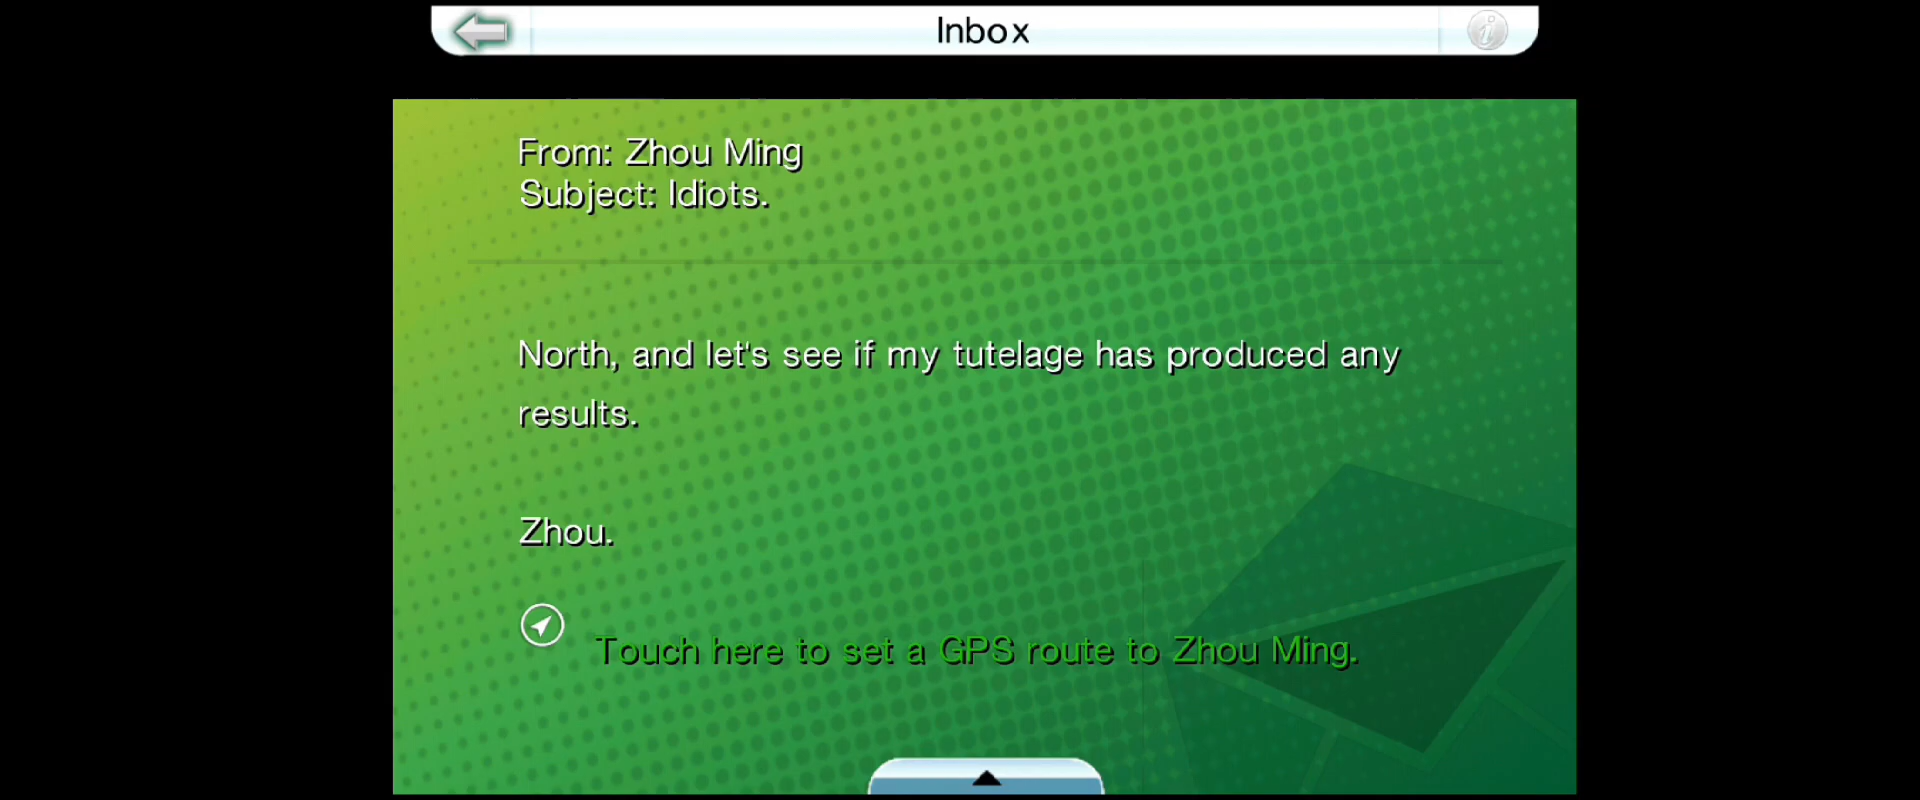 Inbox
From: Zhou Ming
Subject: Idiots.
North, and let's see if my tutelage has produced any
results.
Zhou.
Touch here to set a GPS route to Zhou Ming.